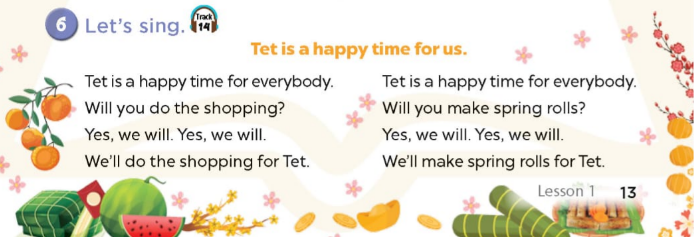 6 Let's sing. Track 14
Tet is a happy time for us.
Tet is a happy time for everybody.
Will you do the shopping?
Yes, we will. Yes, we will.
We'll do the shopping for Tet.
Tet is a happy time for everybody.
Will you make spring rolls?
Yes, we will. Yes, we will.
We'll make spring rolls for Tet.
Lesson 1 13